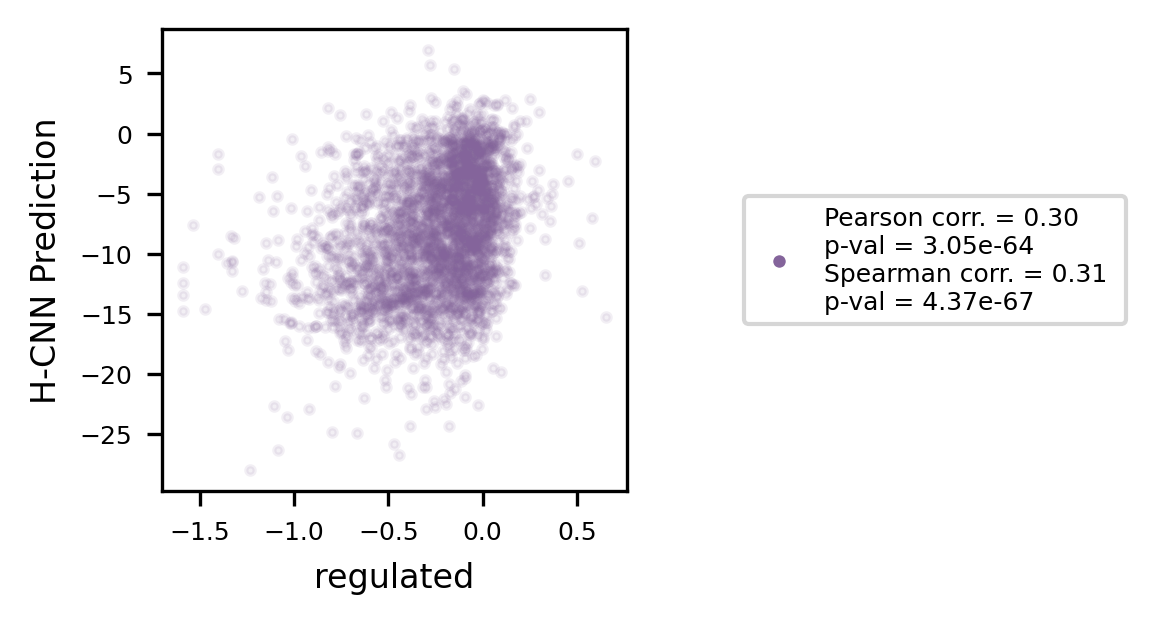 H-CNN Prediction
5
0
−5
−10
−15
−20
−25
−1.5
−1.0
−0.5
0.0
0.5
regulated
Pearson corr. = 0.30
p-val = 3.05e-64
Spearman corr. = 0.31
p-val = 4.37e-67